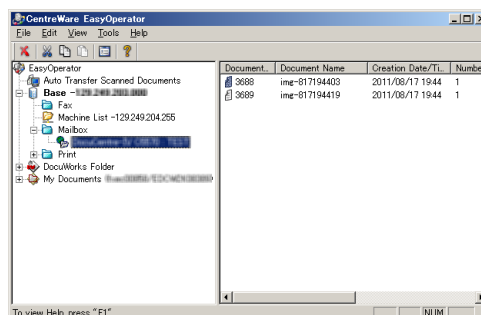 CentreWare EasyOperator
File Edit View Tools Help
EasyOperator
Auto Transfer Scanned Documents
Base -
Fax
Machine List -129.249.204.255
Mailbox
Print
DocuWorks Folder
My Documents
Document.. Document Name Creation Date/Ti.. Numbe
3688 img-817194403 2011/08/17 19:44 1
3689 img-817194419 2011/08/17 19:44 1
To view Help, press "F1" NUM